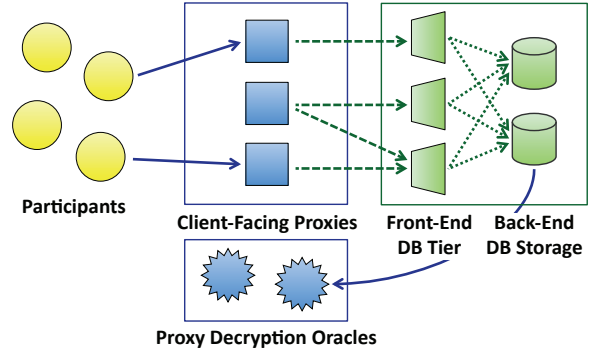 Participants
Client-Facing Proxies
Front-End
DB Tier
Back-End
DB Storage
Proxy Decryption Oracles